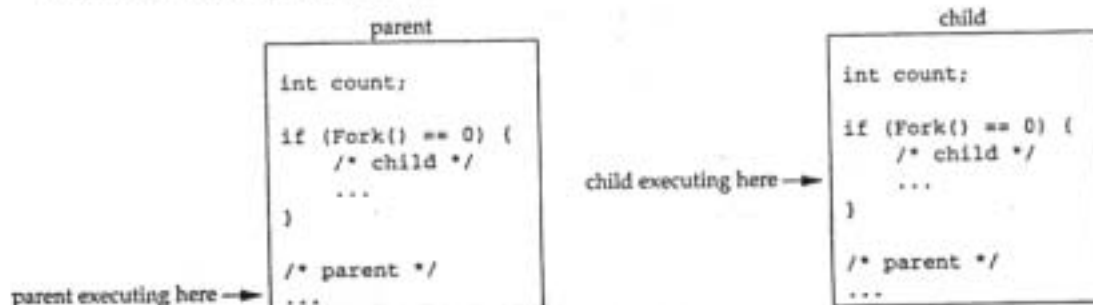 parent
int count;
if (Fork() == 0) {
/* child */
...
}
/* parent */
parent executing here
...
child
int count;
if (Fork() == 0) {
/* child */
child executing here
...
}
/* parent */
...